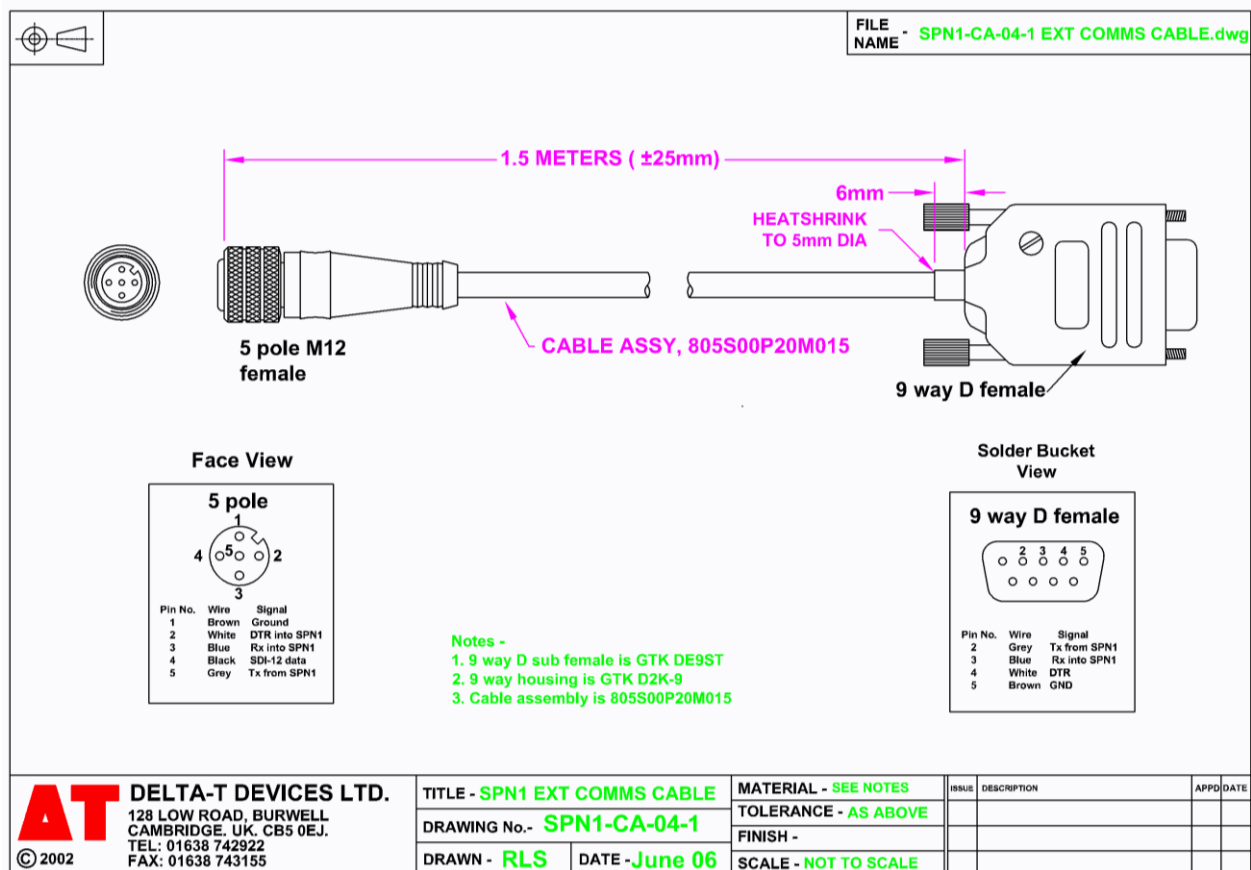 FILE NAME - SPN1-CA-04-1 EXT COMMS CABLE.dwg
1.5 METERS ( ±25mm)
6mm
HEATSHRINK
TO 5mm DIA
5 pole M12
female
CABLE ASSY, 805S00P20M015
9 way D female
Face View
5 pole
1
4 5 2
3
Pin No. Wire Signal
1 Brown Ground
2 White DTR into SPN1
3 Blue Rx into SPN1
4 Black SDI-12 data
5 Grey Tx from SPN1
Notes -
1. 9 way D sub female is GTK DE9ST
2. 9 way housing is GTK D2K-9
3. Cable assembly is 805S00P20M015
Solder Bucket
View
9 way D female
2 3 4 5
Pin No. Wire Signal
2 Grey Tx from SPN1
3 Blue Rx into SPN1
4 White DTR
5 Brown GND
AT
© 2002
DELTA-T DEVICES LTD.
128 LOW ROAD, BURWELL
CAMBRIDGE. UK. CB5 0EJ.
TEL: 01638 742922
FAX: 01638 743155
TITLE - SPN1 EXT COMMS CABLE
DRAWING No.- SPN1-CA-04-1
DRAWN - RLS DATE - June 06
MATERIAL - SEE NOTES
TOLERANCE - AS ABOVE
FINISH -
SCALE - NOT TO SCALE
ISSUE DESCRIPTION APPD DATE